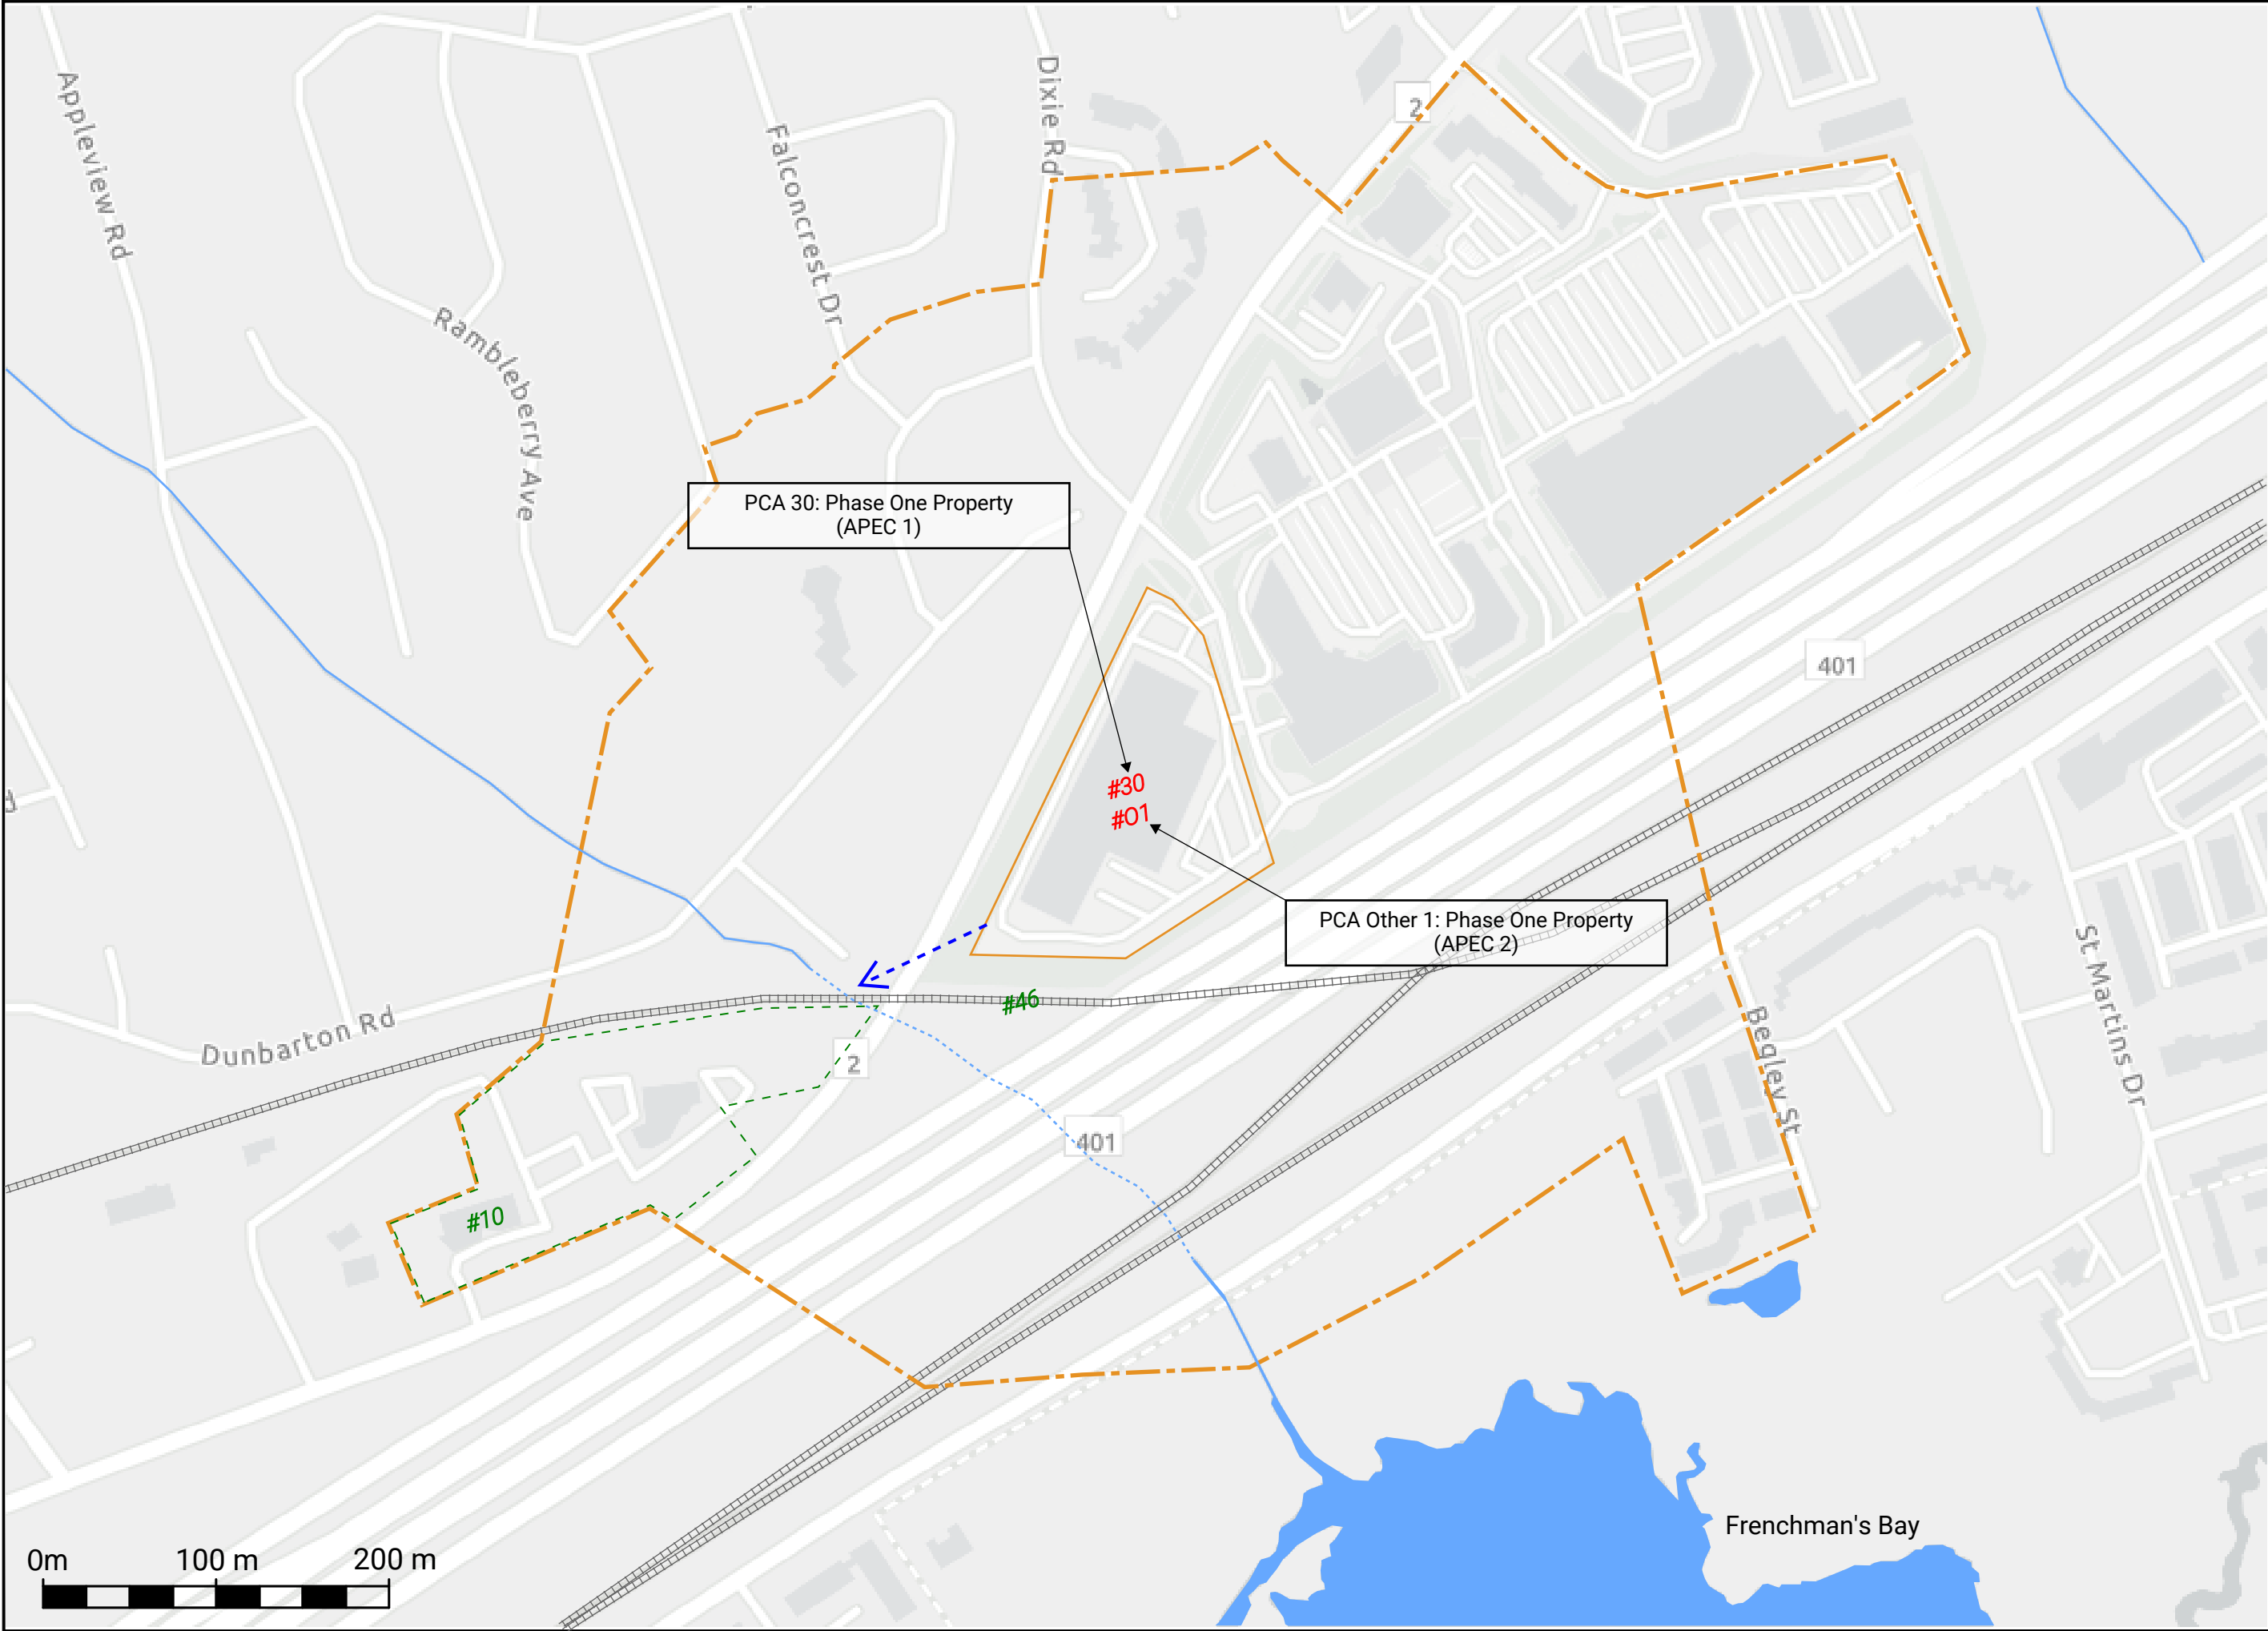 Appleview Rd
Falconcrest Dr
Dixie Rd
2
Rambleberry Ave
PCA 30: Phase One Property
(APEC 1)
401
#30
#O1
PCA Other 1: Phase One Property
(APEC 2)
#46
Dunbarton Rd
2
401
Begley St
St Martins Dr
#10
Frenchman's Bay
0m 100 m 200 m